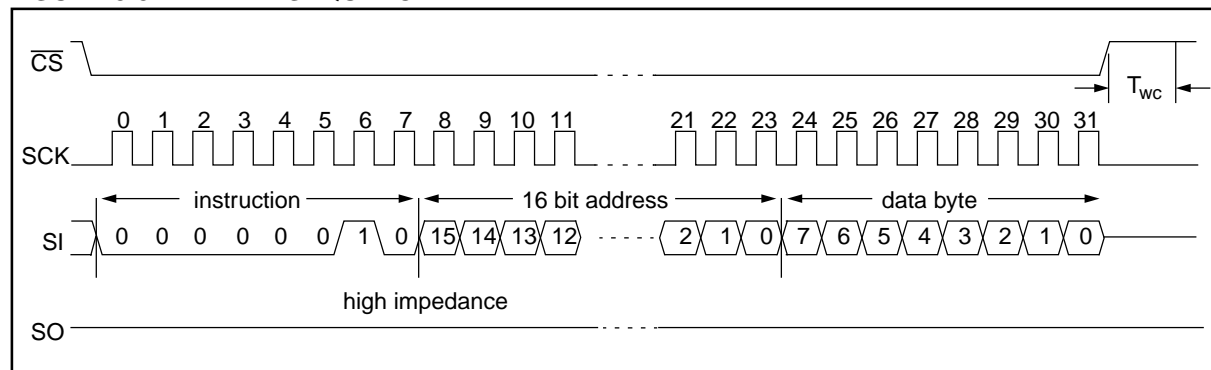 CS
Twc
0 1 2 3 4 5 6 7 8 9 10 11 21 22 23 24 25 26 27 28 29 30 31
SCK
instruction 16 bit address data byte
SI 0 0 0 0 0 0 1 0 15 14 13 12 2 1 0 7 6 5 4 3 2 1 0
high impedance
SO